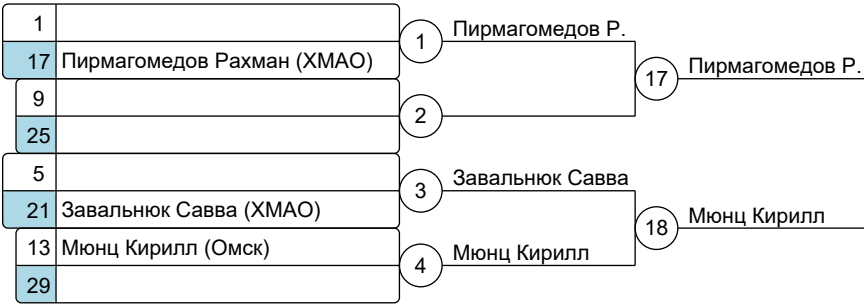 1
17 Пирмагомедов Рахман (ХМАО)
1
Пирмагомедов Р.
9
25
2
17
Пирмагомедов Р.
5
21 Завальнюк Савва (ХМАО)
3
Завальнюк Савва
13 Мюнц Кирилл (Омск)
29
4
Мюнц Кирилл
18
Мюнц Кирилл